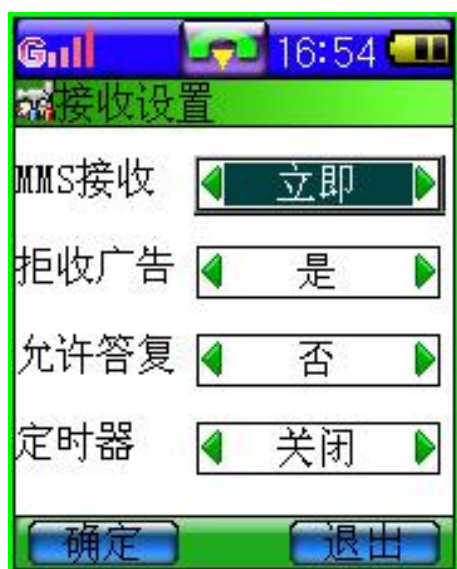 G 16:54
接收设置
MMS接收 立即
拒收广告 是
允许答复 否
定时器 关闭
确定 退出